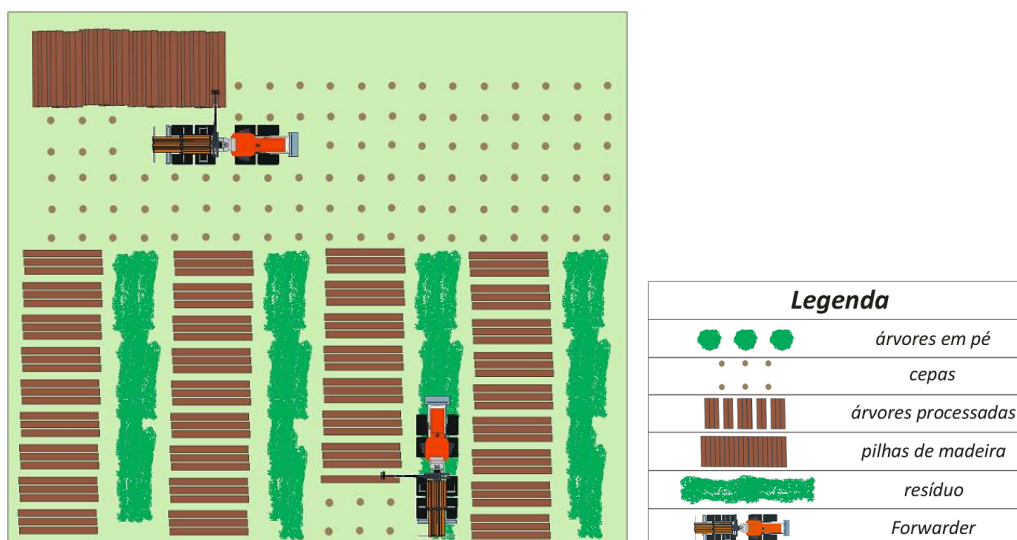 Legenda
árvores em pé
cepas
árvores processadas
pilhas de madeira
resíduo
Forwarder